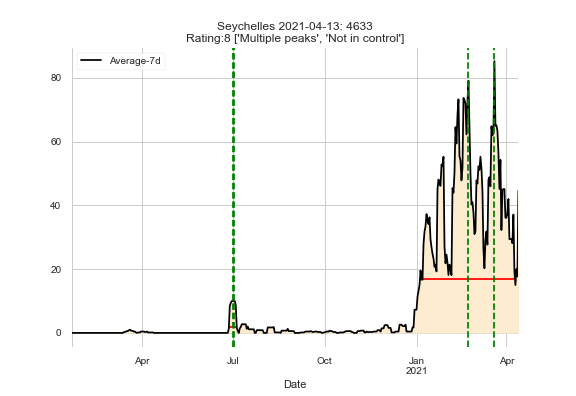 Seychelles 2021-04-13: 4633
Rating:8 ['Multiple peaks', 'Not in control']
Average-7d
80
60
40
20
0
Apr
Jul
Oct
Jan
2021
Apr
Date